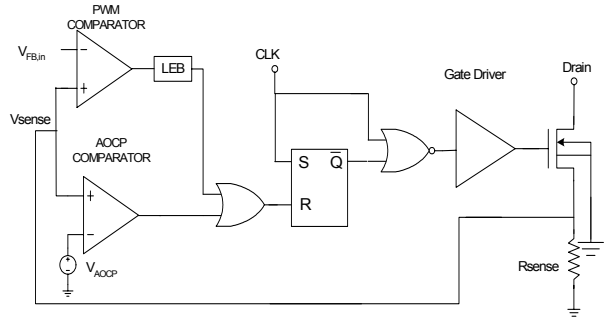 PWM
COMPARATOR
V_FB,in
−
+
LEB
CLK
Gate Driver
Drain
Vsense
AOCP
COMPARATOR
+
−
S
Q̅
R
V_AOCP
+
−
Rsense